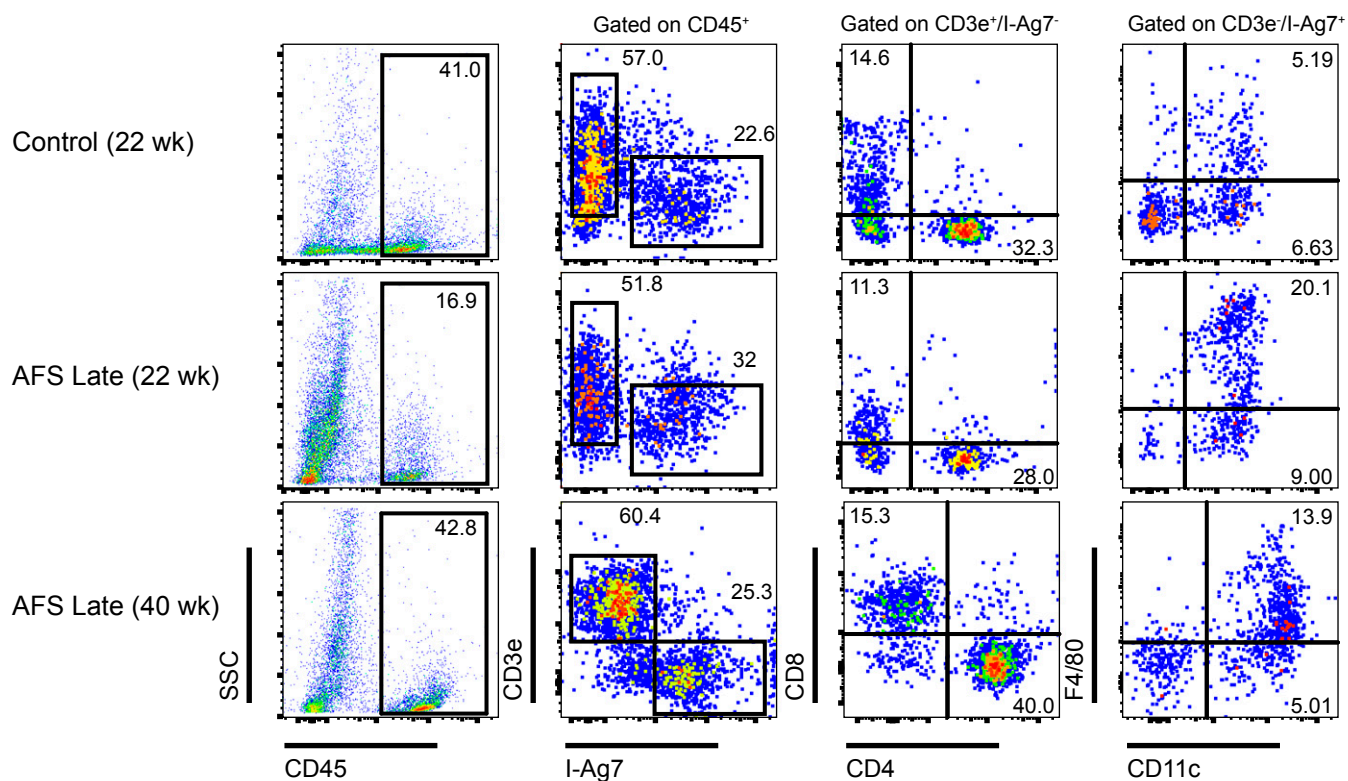 Gated on CD45+ Gated on CD3e+/I-Ag7- Gated on CD3e-/I-Ag7+
Control (22 wk) 41.0 57.0 22.6 14.6 32.3 5.19 6.63
AFS Late (22 wk) 16.9 51.8 32 11.3 28.0 20.1 9.00
AFS Late (40 wk) 42.8 60.4 25.3 15.3 40.0 13.9 5.01
SSC CD3e CD8 F4/80
CD45 I-Ag7 CD4 CD11c